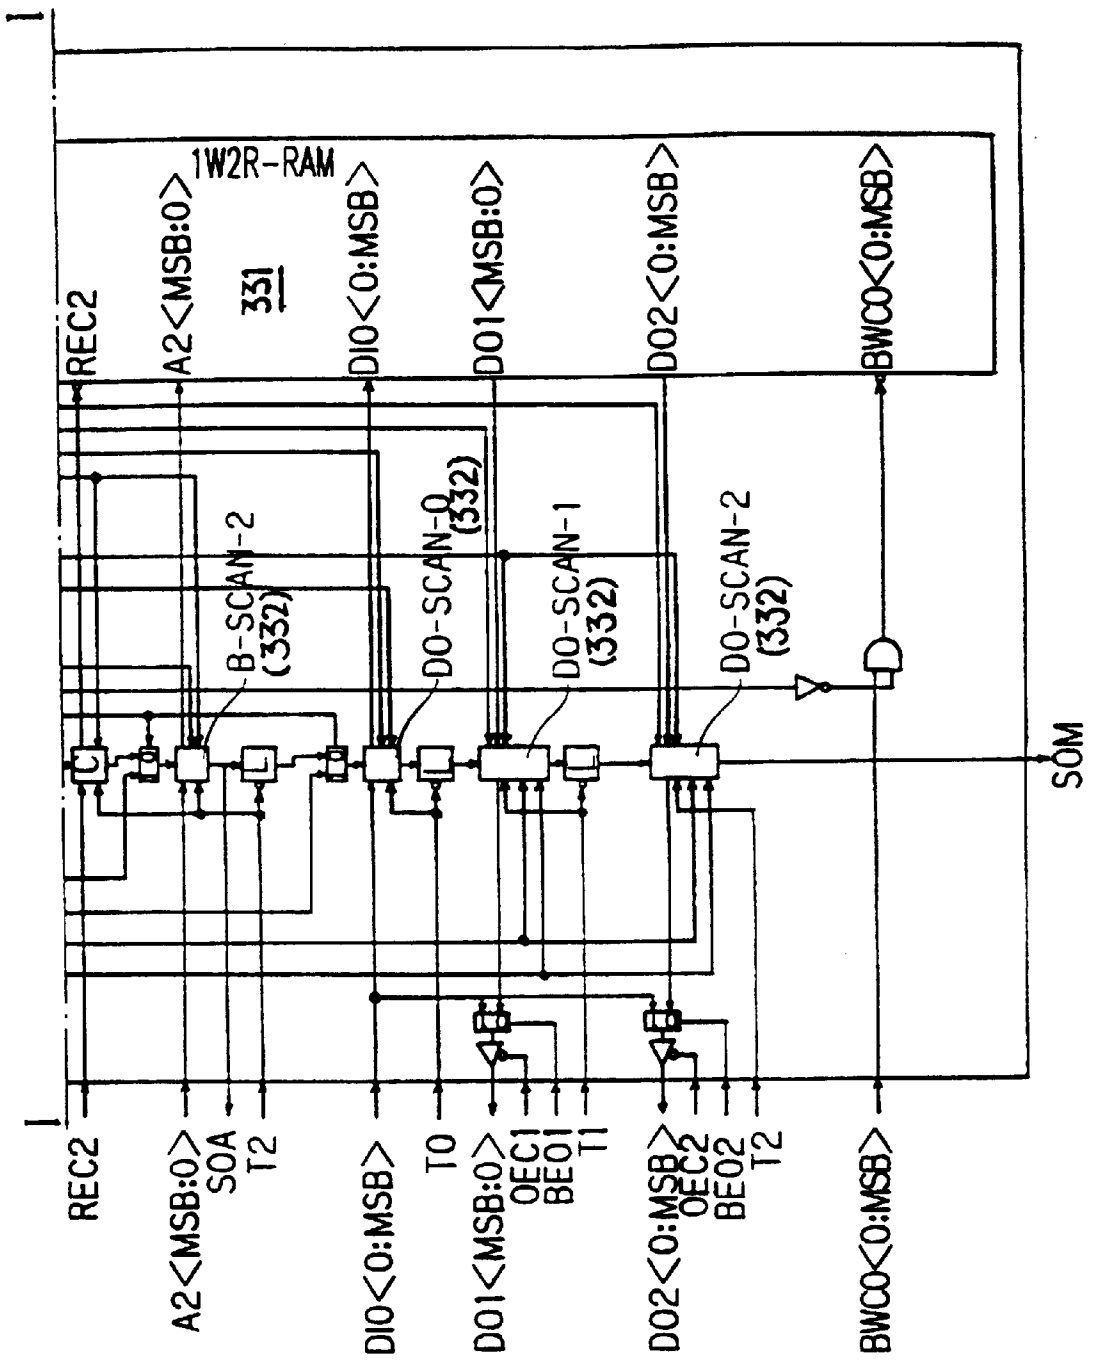 1W2R-RAM
331
REC2
A2<MSB:0>
DI0<0:MSB>
DO1<MSB:0>
DO2<0:MSB>
BWC0<0:MSB>
B-SCAN-2
(332)
DO-SCAN-0
(332)
DO-SCAN-1
(332)
DO-SCAN-2
(332)
C
L
SOM
REC2
A2<MSB:0>
SOA
T2
DI0<0:MSB>
T0
DO1<MSB:0>
OEC1
BE01
T1
DO2<0:MSB>
OEC2
BE02
T2
BWC0<0:MSB>